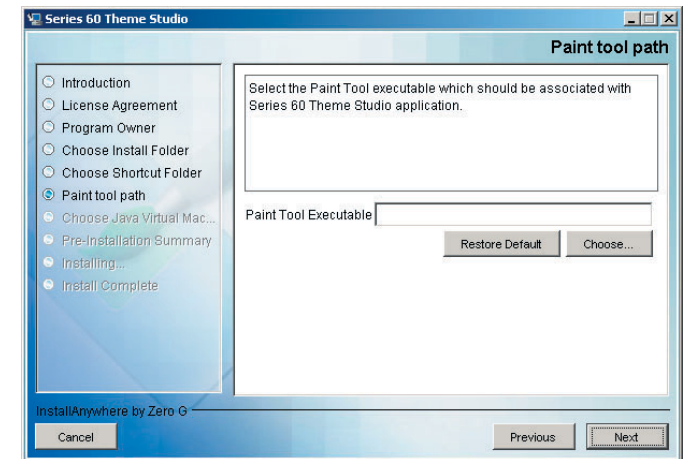 Series 60 Theme Studio
Paint tool path
Introduction
License Agreement
Program Owner
Choose Install Folder
Choose Shortcut Folder
Paint tool path
Choose Java Virtual Mac...
Pre-Installation Summary
Installing...
Install Complete
Select the Paint Tool executable which should be associated with
Series 60 Theme Studio application.
Paint Tool Executable
Restore Default
Choose...
InstallAnywhere by Zero G
Cancel
Previous
Next